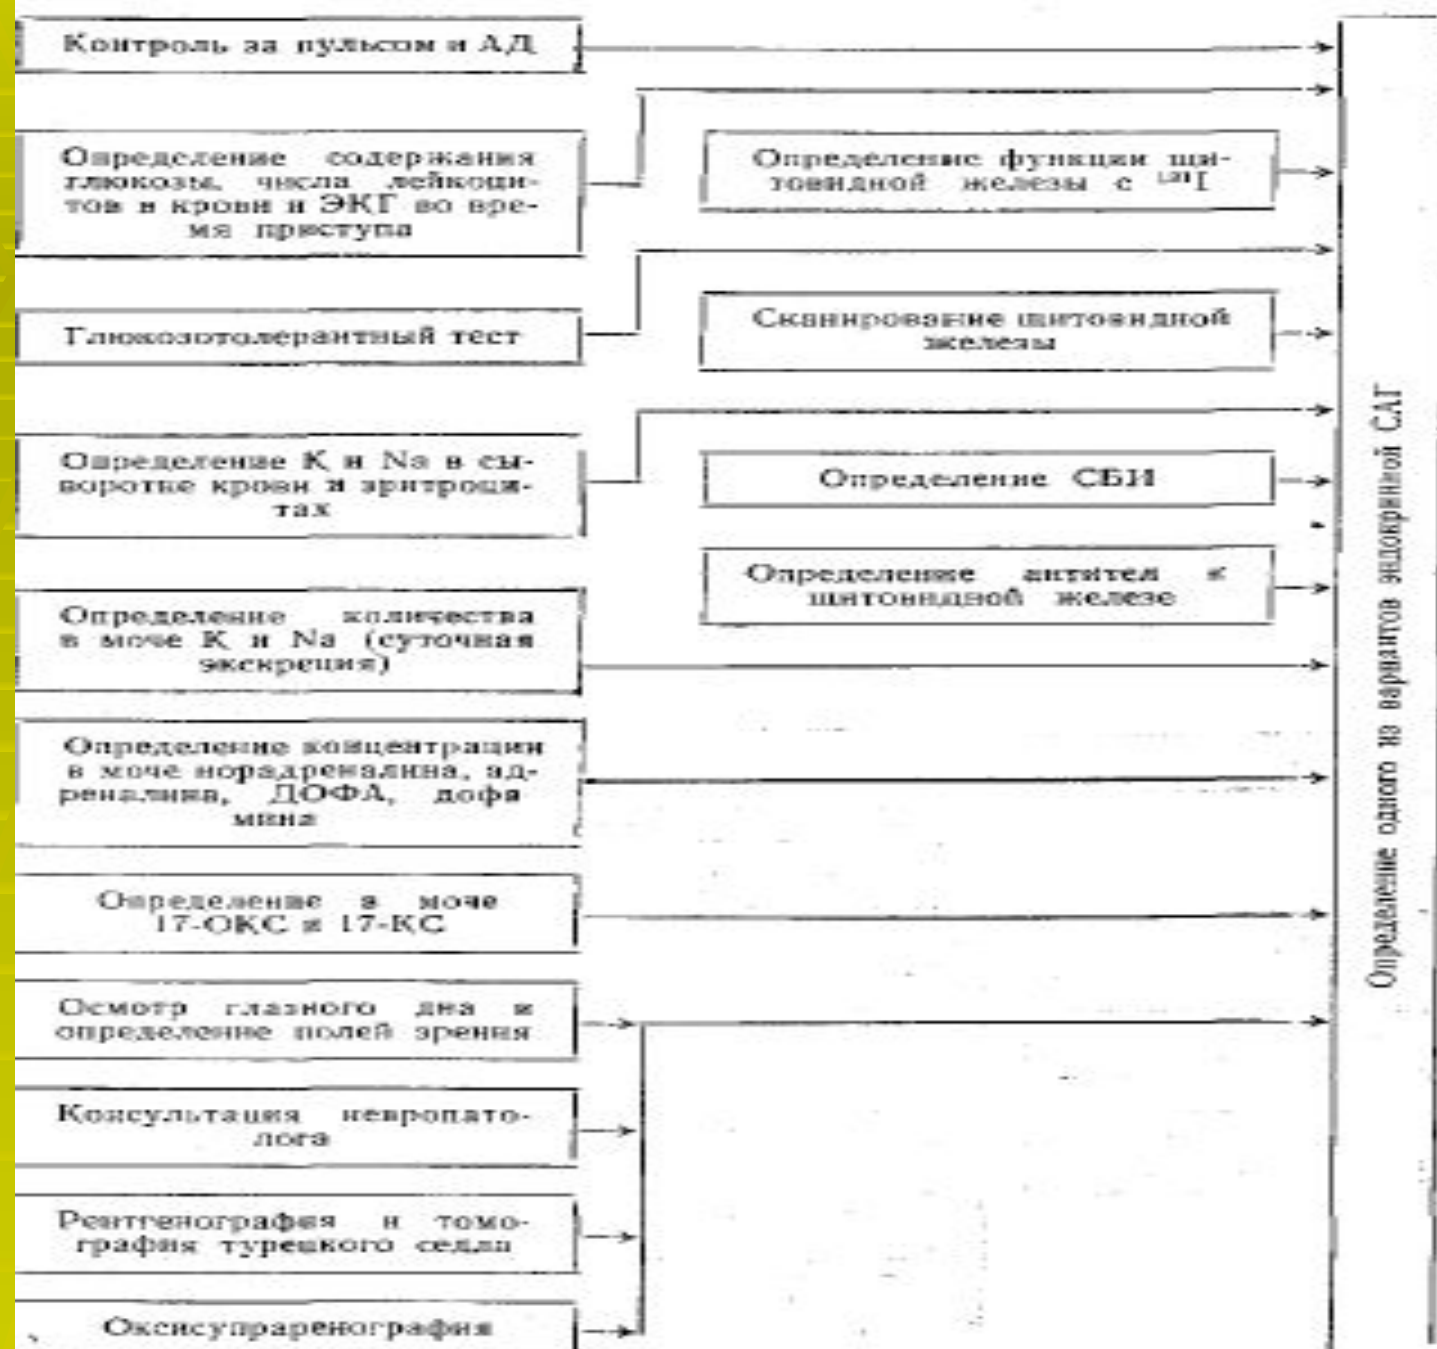 Контроль за пульсом и АД
Определение содержания
глюкозы, числа лейкоци-
тов в крови и ЭКГ во вре-
мя приступа
Глюкозотолерантный тест
Определение K и Na в сы-
воротке крови и эритроци-
тах
Определение количества
в моче K и Na (суточная
экскреция)
Определение концентрации
в моче норадреналина, ад-
реналина, ДОФА, дофа
мина
Определение в моче
17-ОКС и 17-КС
Осмотр глазного дна и
определение полей зрения
Консультация невропато-
лога
Рентгенография и томо-
графия турецкого седла
Оксисупраренография
Определение функции щи-
товидной железы с ¹³¹I
Сканирование щитовидной
железы
Определение СБИ
Определение антител к
щитовидной железе
Определение одного из вариантов эндокринной САГ